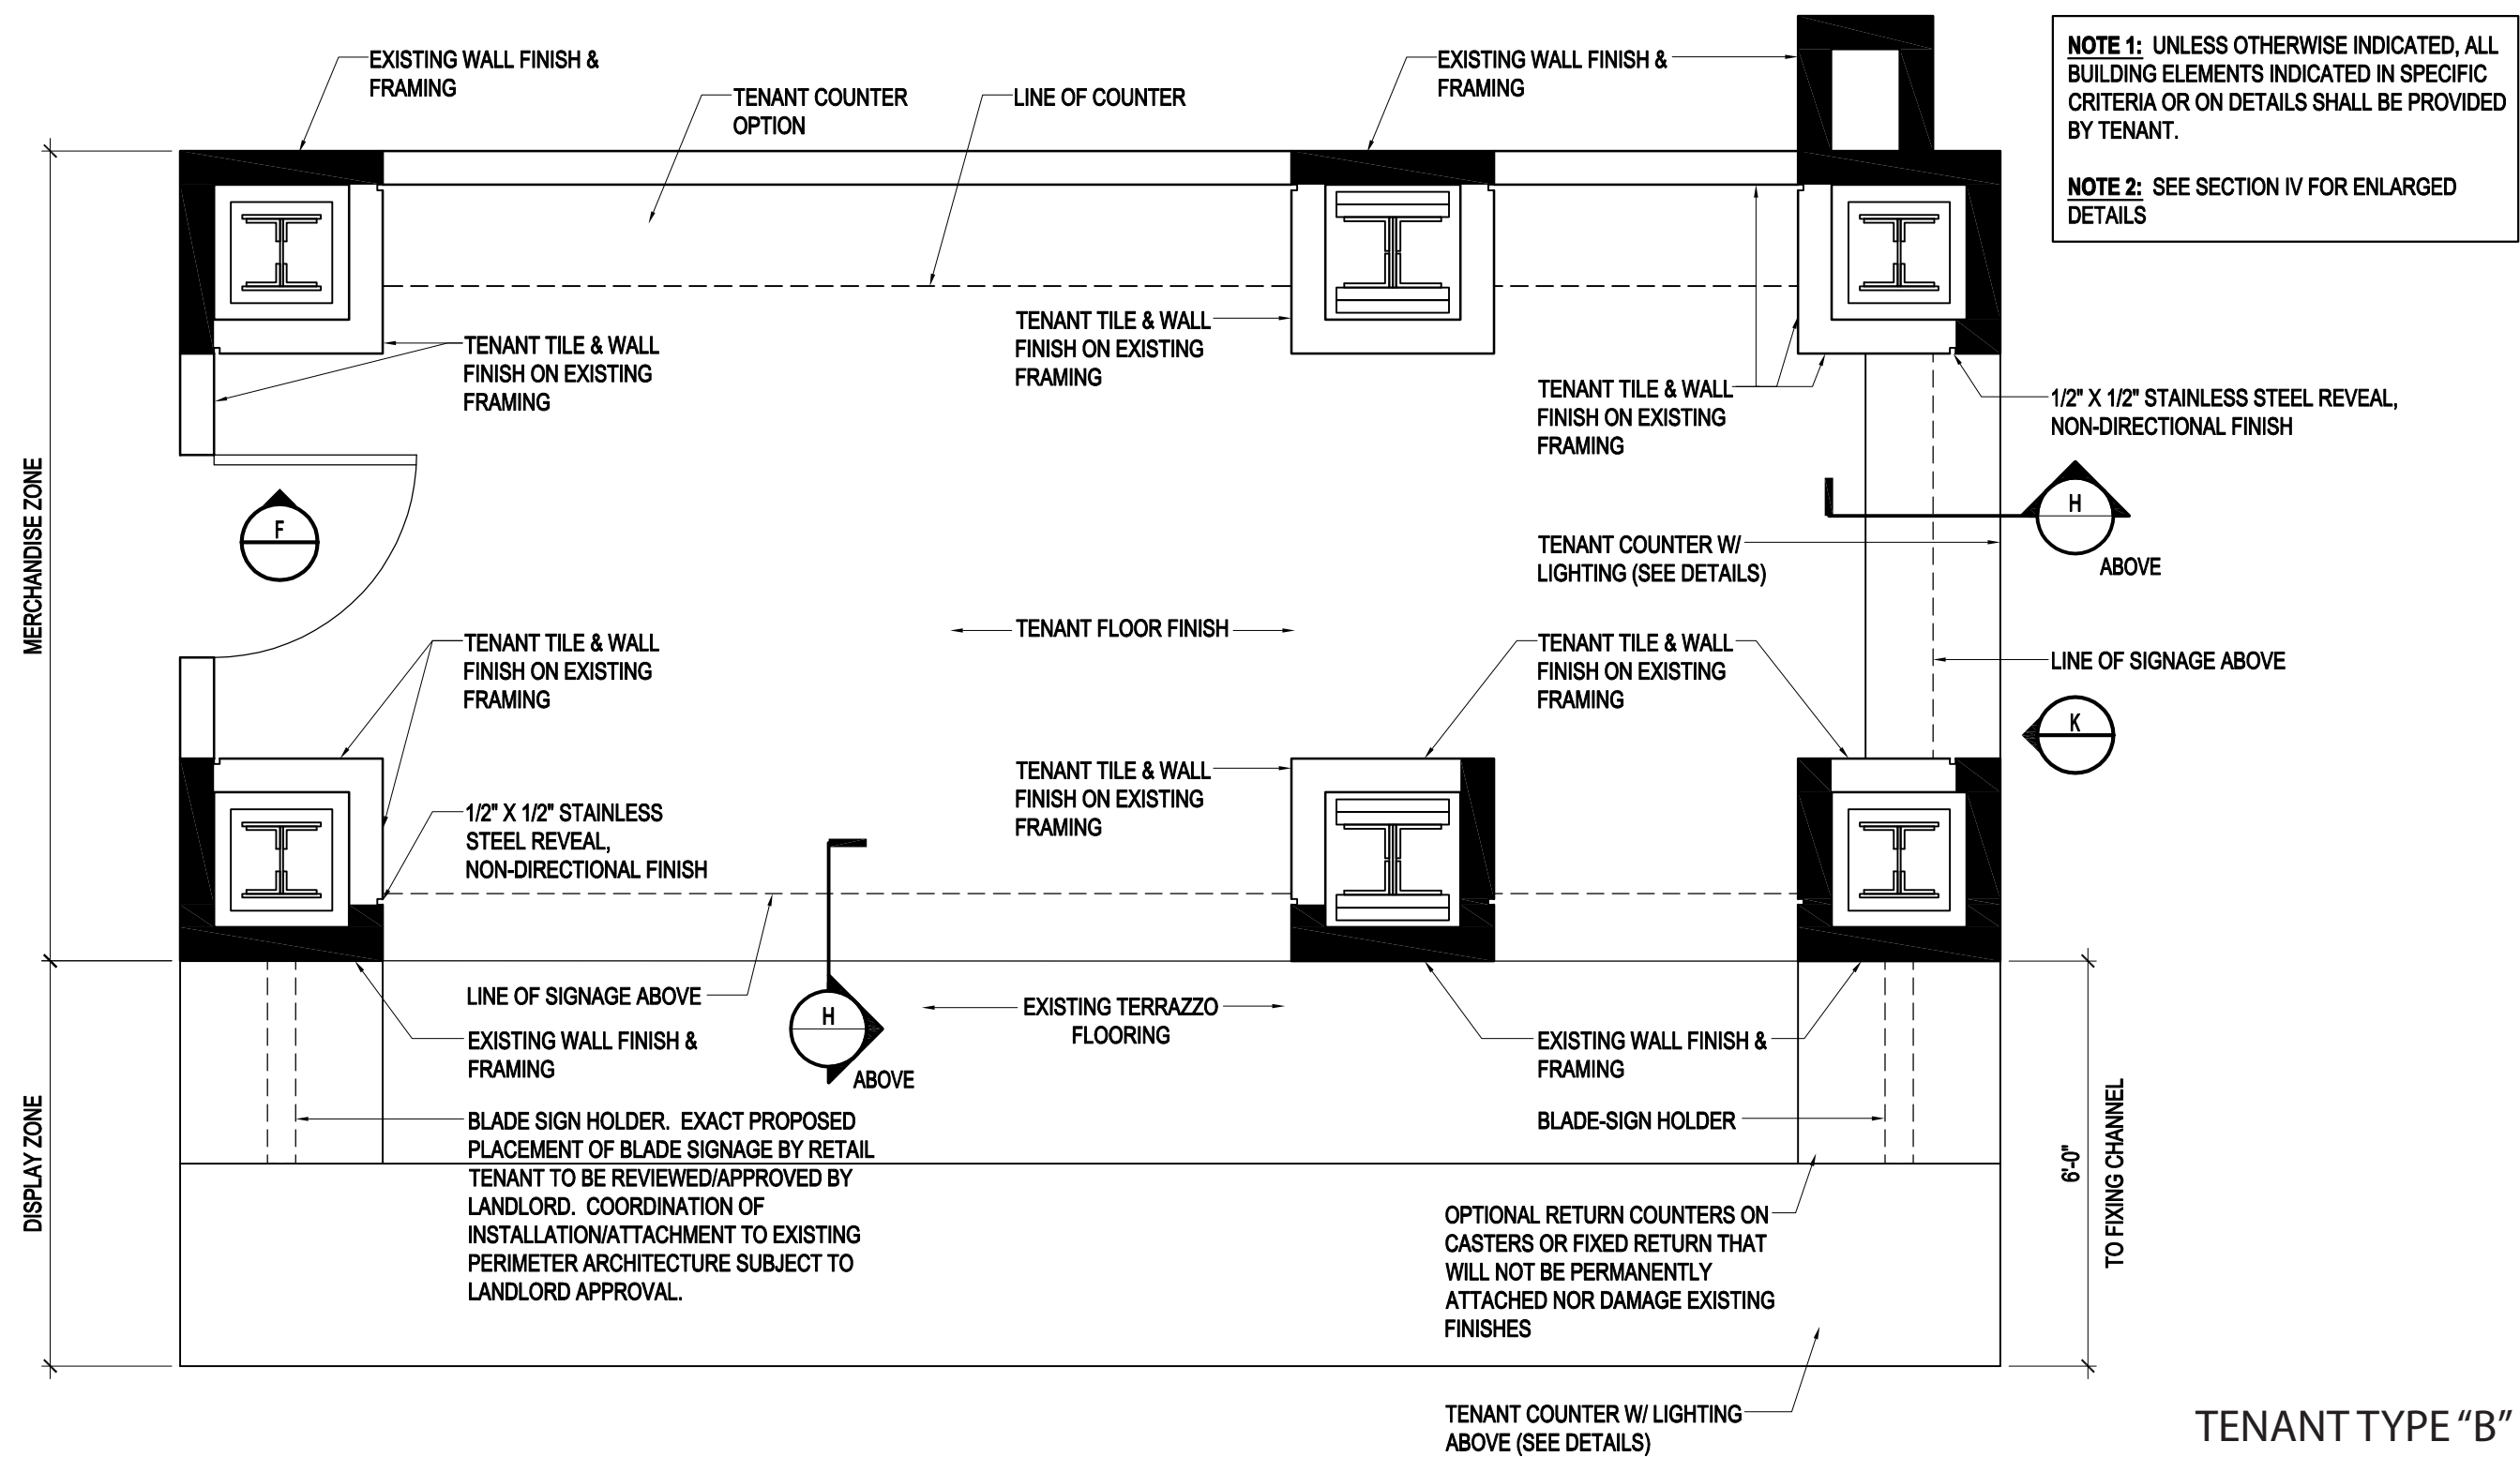 EXISTING WALL FINISH &
FRAMING
TENANT COUNTER
OPTION
LINE OF COUNTER
EXISTING WALL FINISH &
FRAMING
NOTE 1: UNLESS OTHERWISE INDICATED, ALL
BUILDING ELEMENTS INDICATED IN SPECIFIC
CRITERIA OR ON DETAILS SHALL BE PROVIDED
BY TENANT.
NOTE 2: SEE SECTION IV FOR ENLARGED
DETAILS
TENANT TILE & WALL
FINISH ON EXISTING
FRAMING
TENANT TILE & WALL
FINISH ON EXISTING
FRAMING
TENANT TILE & WALL
FINISH ON EXISTING
FRAMING
1/2" X 1/2" STAINLESS STEEL REVEAL,
NON-DIRECTIONAL FINISH
MERCHANDISE ZONE
F
H
ABOVE
TENANT COUNTER W/
LIGHTING (SEE DETAILS)
TENANT FLOOR FINISH
TENANT TILE & WALL
FINISH ON EXISTING
FRAMING
TENANT TILE & WALL
FINISH ON EXISTING
FRAMING
LINE OF SIGNAGE ABOVE
K
TENANT TILE & WALL
FINISH ON EXISTING
FRAMING
1/2" X 1/2" STAINLESS
STEEL REVEAL,
NON-DIRECTIONAL FINISH
LINE OF SIGNAGE ABOVE
H
ABOVE
EXISTING TERRAZZO
FLOORING
EXISTING WALL FINISH &
FRAMING
EXISTING WALL FINISH &
FRAMING
DISPLAY ZONE
BLADE SIGN HOLDER. EXACT PROPOSED
PLACEMENT OF BLADE SIGNAGE BY RETAIL
TENANT TO BE REVIEWED/APPROVED BY
LANDLORD. COORDINATION OF
INSTALLATION/ATTACHMENT TO EXISTING
PERIMETER ARCHITECTURE SUBJECT TO
LANDLORD APPROVAL.
BLADE-SIGN HOLDER
6'-0"
TO FIXING CHANNEL
OPTIONAL RETURN COUNTERS ON
CASTERS OR FIXED RETURN THAT
WILL NOT BE PERMANENTLY
ATTACHED NOR DAMAGE EXISTING
FINISHES
TENANT COUNTER W/ LIGHTING
ABOVE (SEE DETAILS)
TENANT TYPE “B”